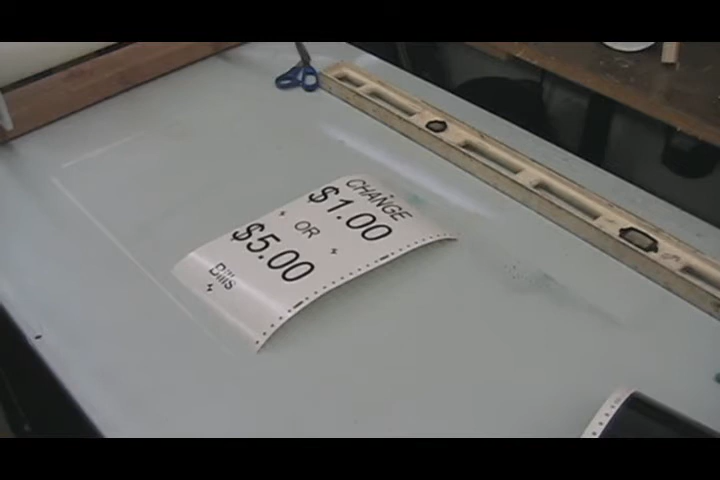 CHANGE
$1.00
OR
$5.00
Bills